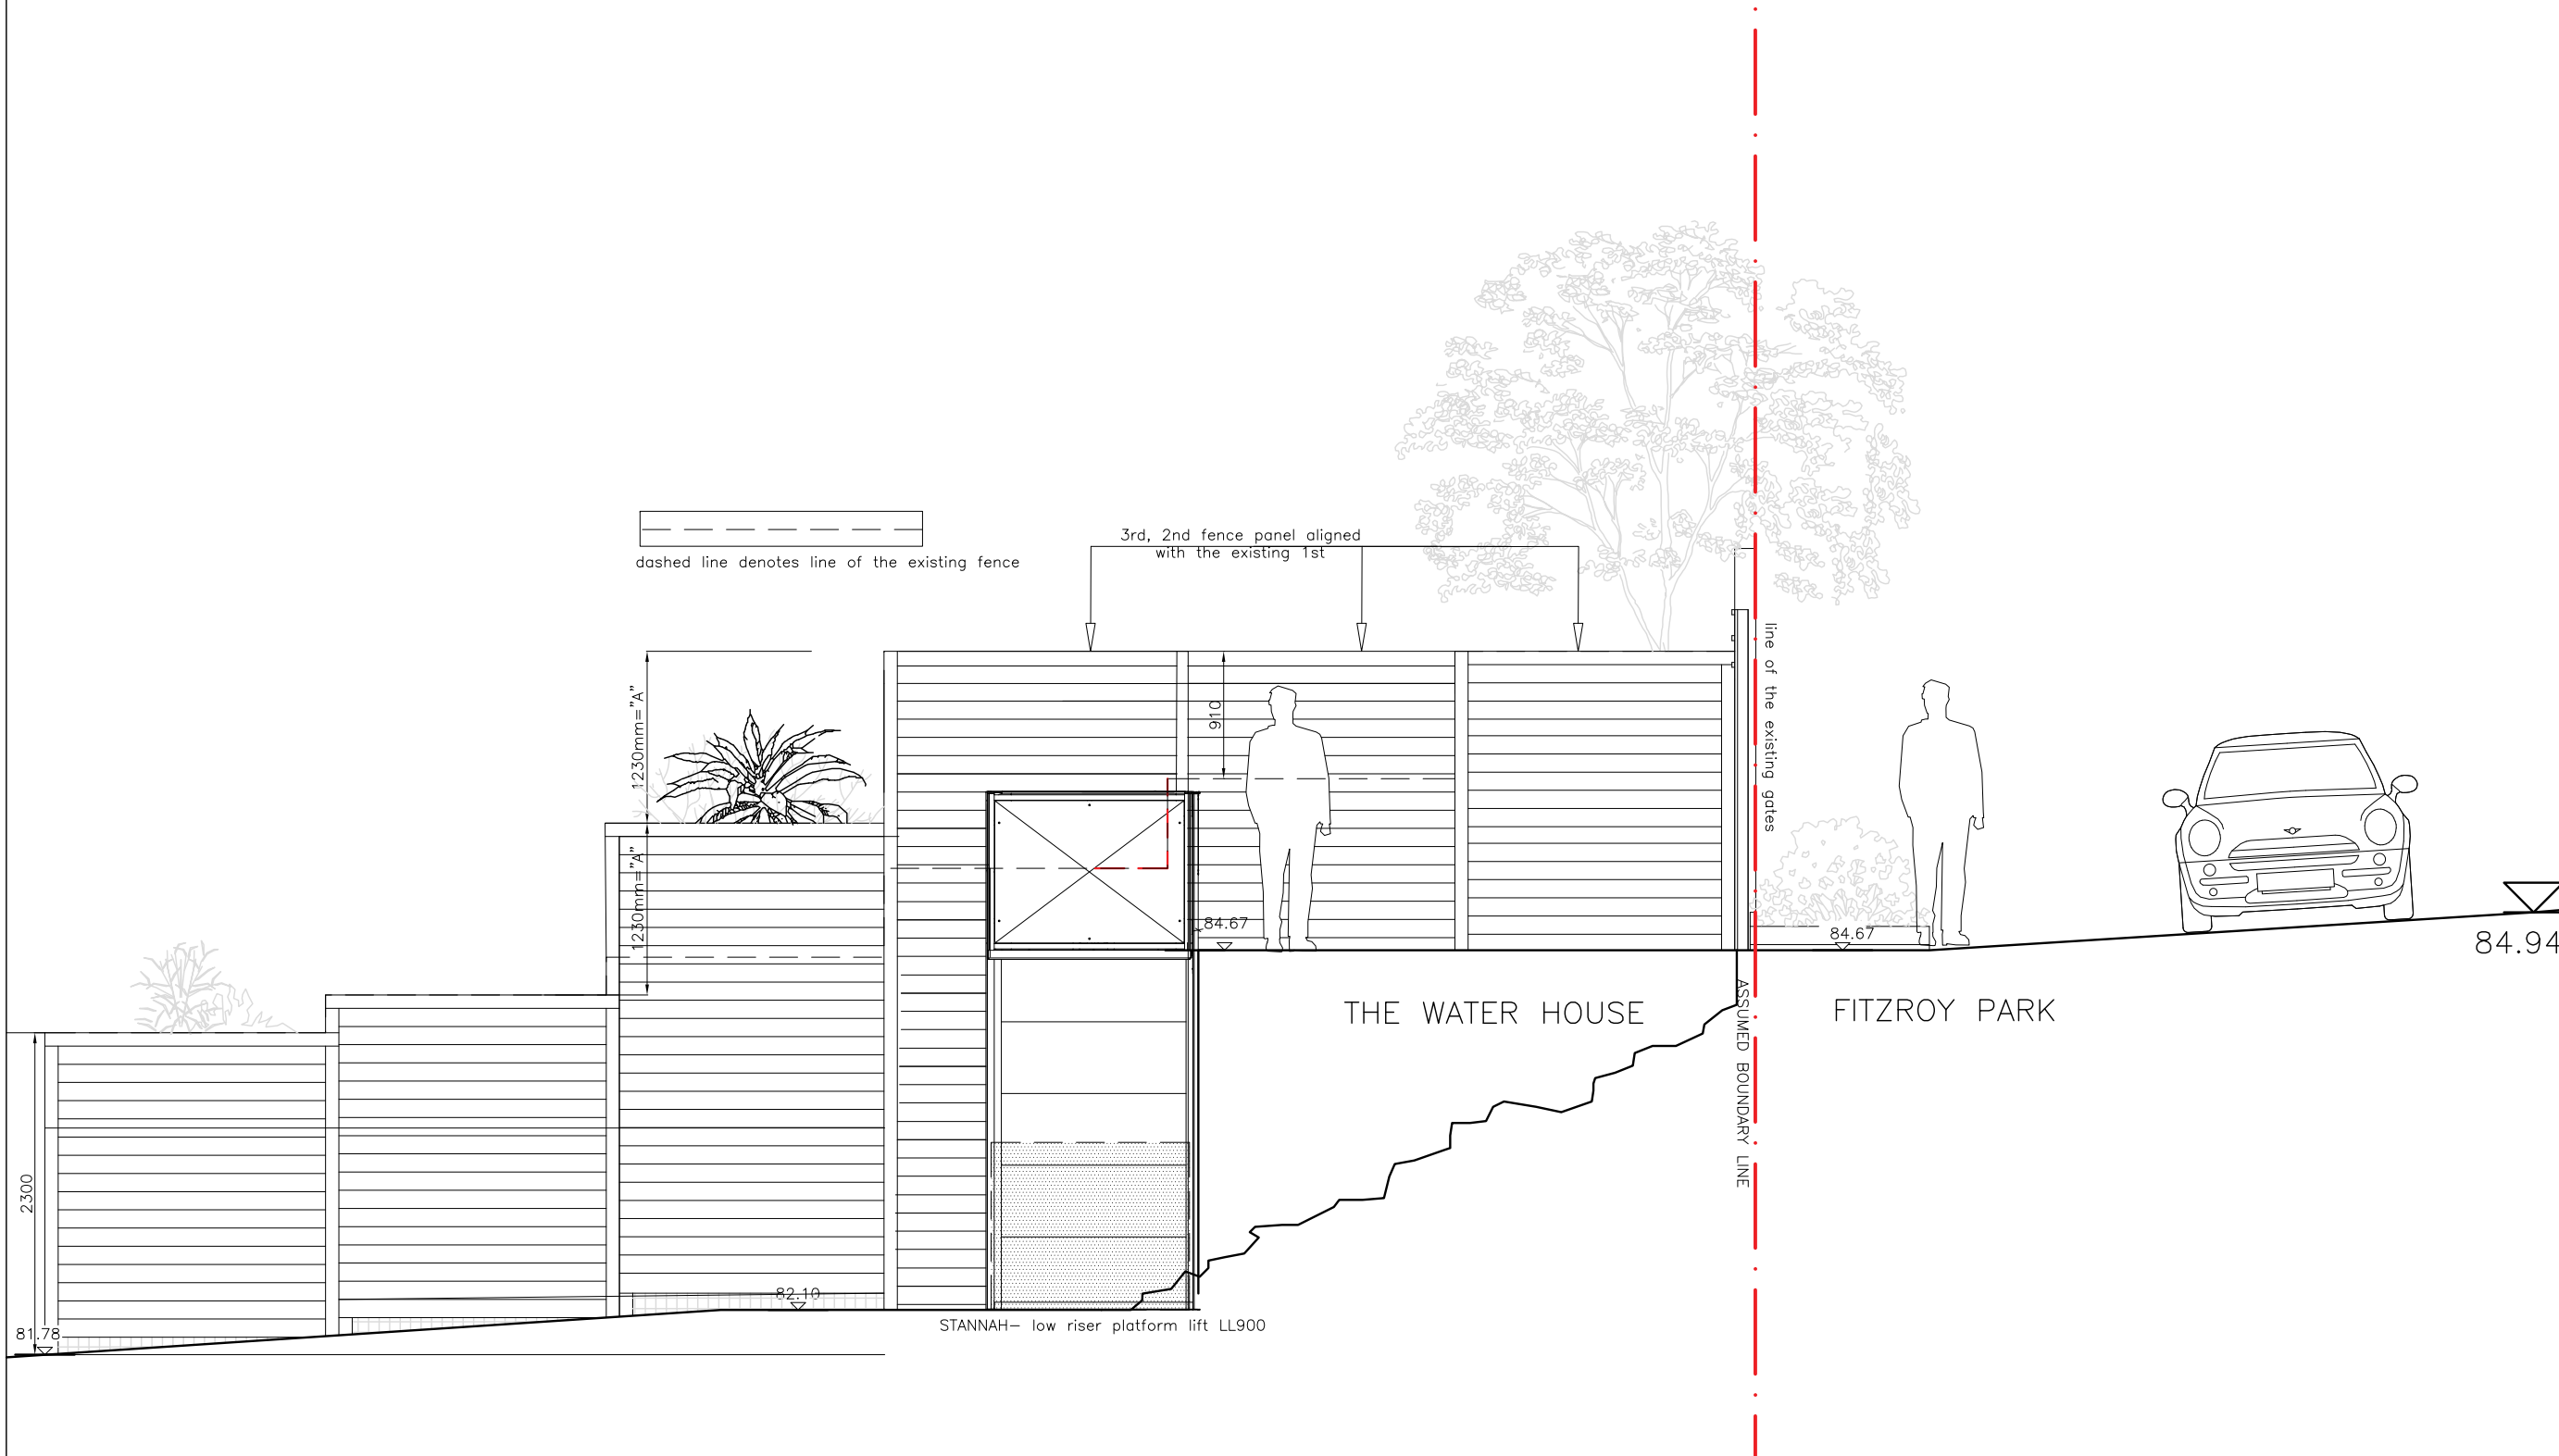 3rd, 2nd fence panel aligned
with the existing 1st
dashed line denotes line of the existing fence
line of the existing gates
1230mm="A"
910
1230mm="A"
84.67
84.67
84.94
THE WATER HOUSE
FITZROY PARK
ASSUMED BOUNDARY LINE
2300
82.10
81.78
STANNAH- low riser platform lift LL900